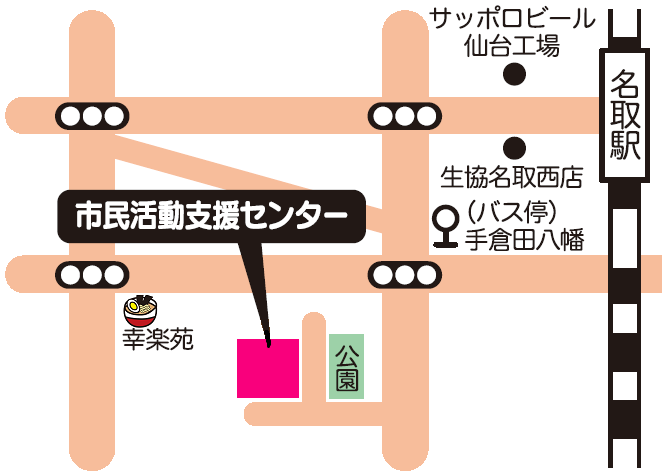 サッポロビール
仙台工場
名取駅
生協名取西店
市民活動支援センター
(バス停)
手倉田八幡
幸楽苑
公園